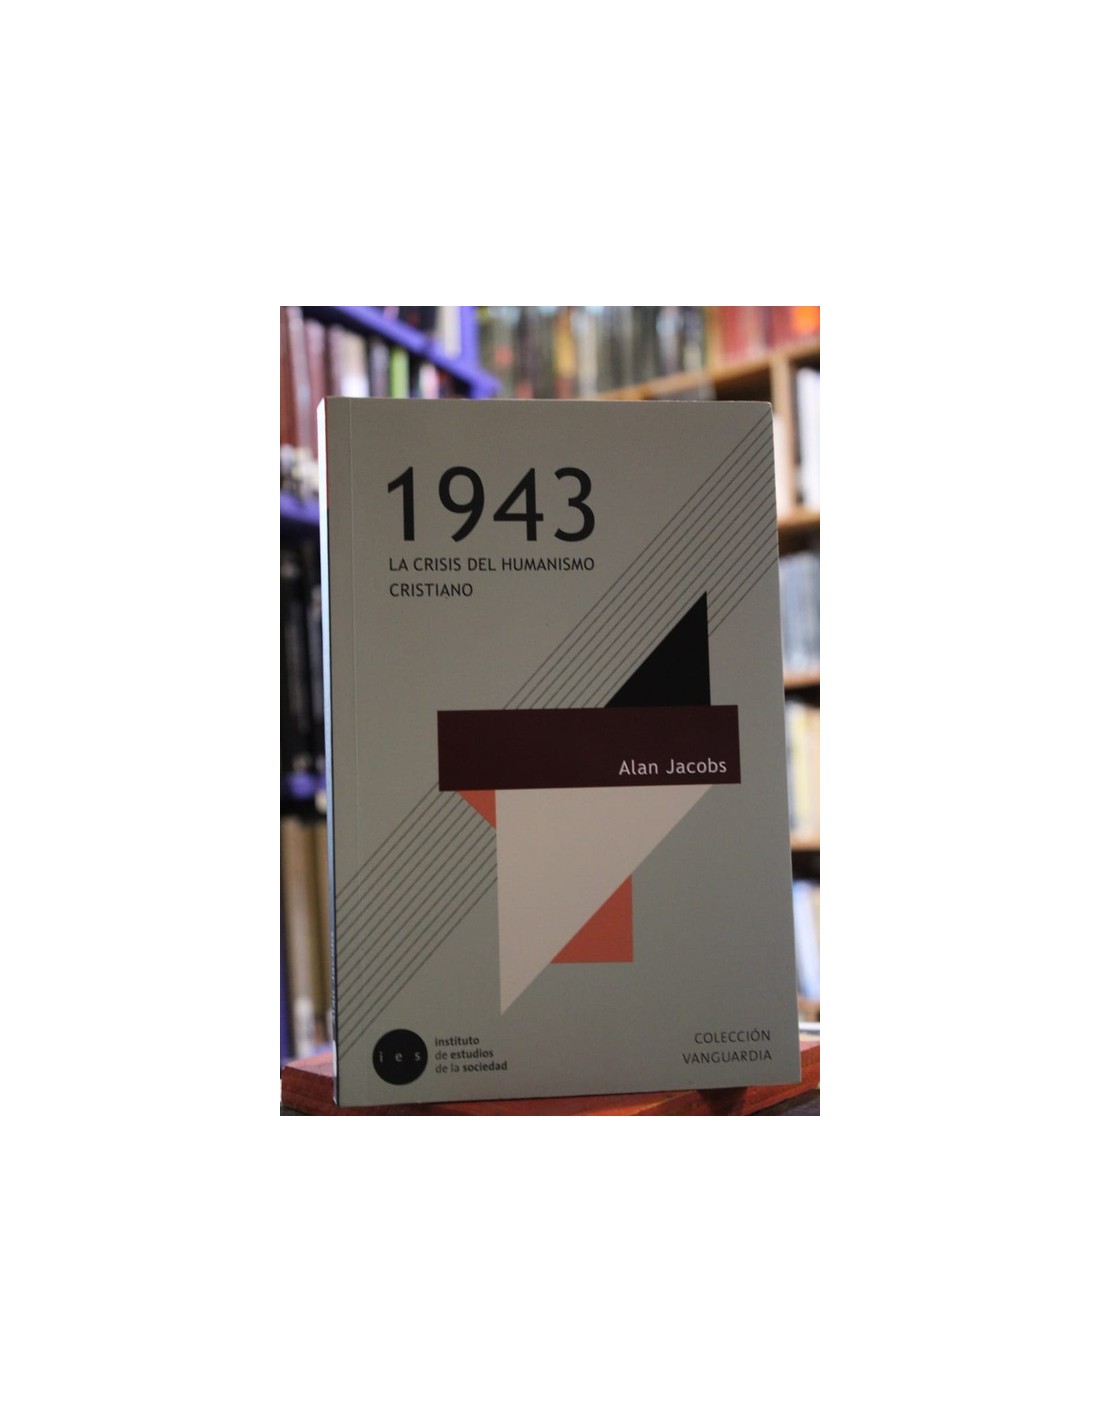 1943
LA CRISIS DEL HUMANISMO
CRISTIANO
Alan Jacobs
ies
instituto
de estudios
de la sociedad
COLECCIÓN
VANGUARDIA